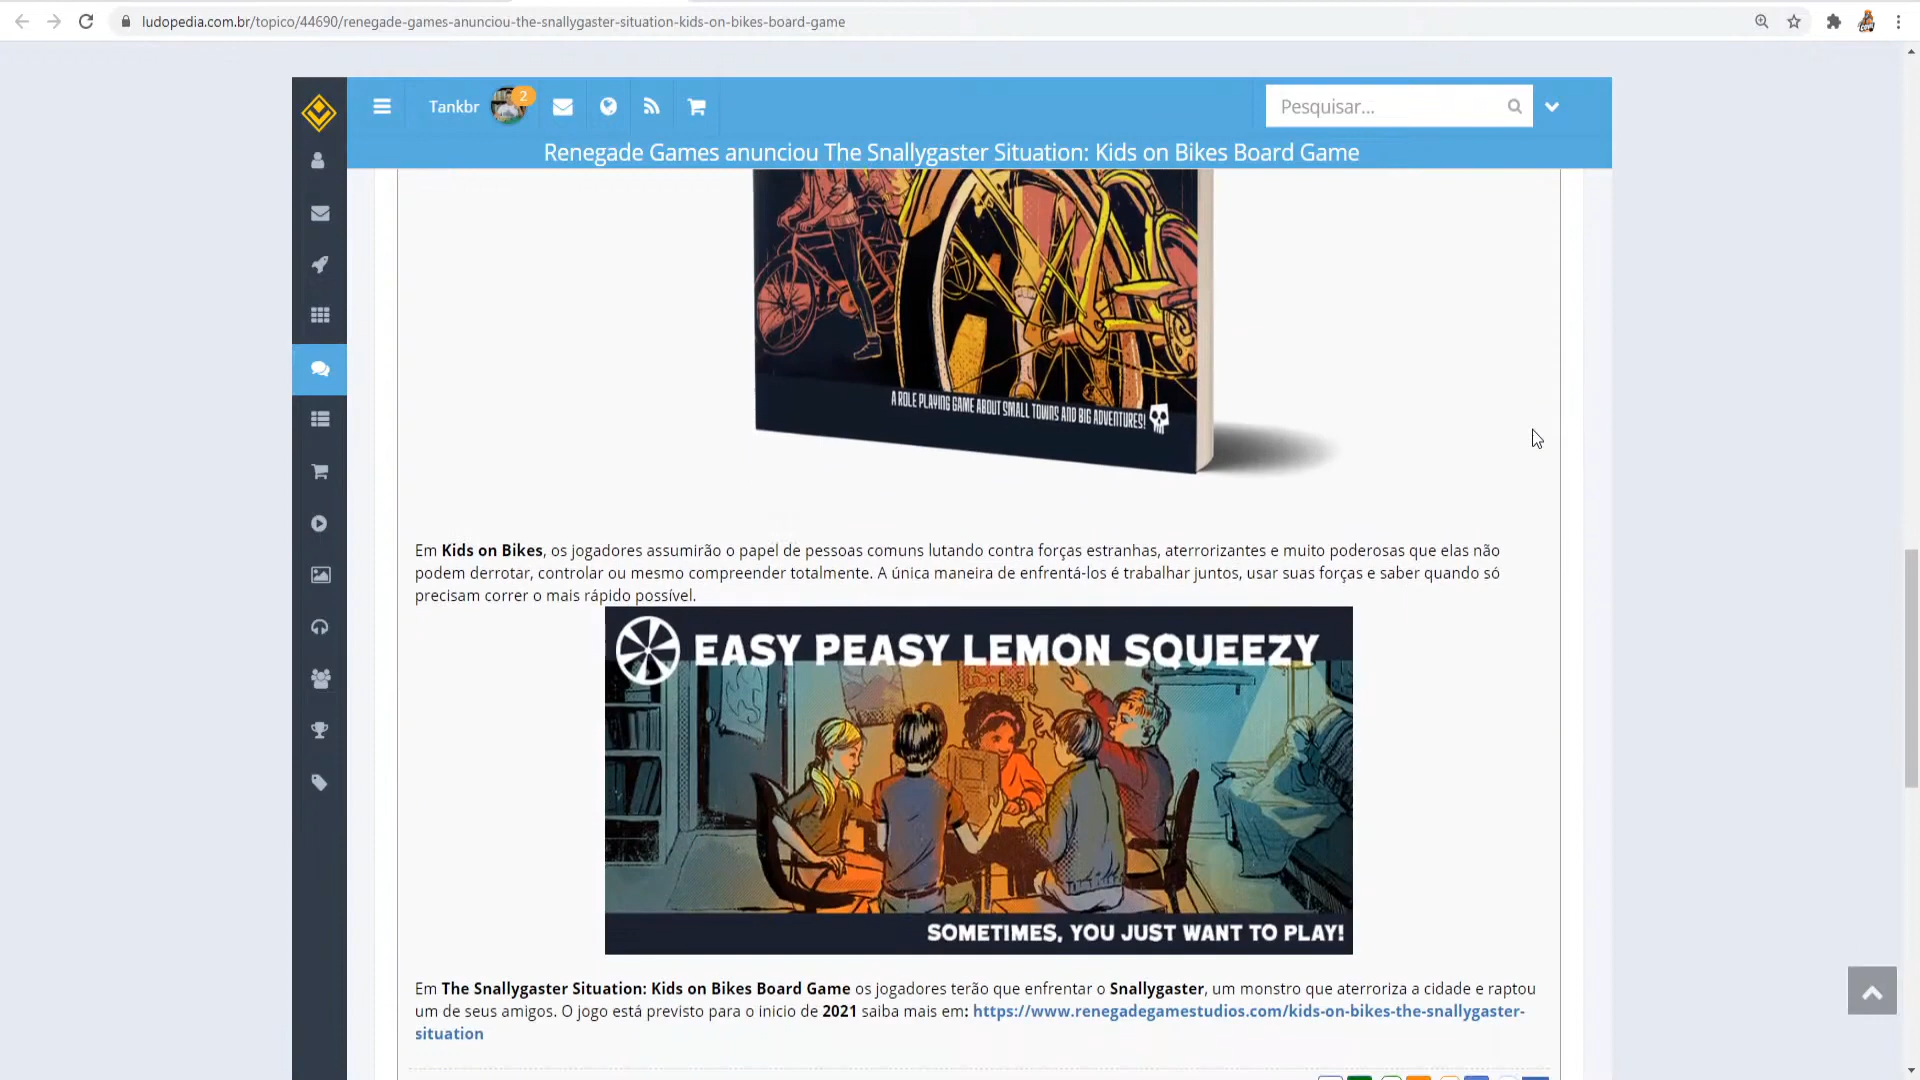 ludopedia.com.br/topico/44690/renegade-games-anunciou-the-snallygaster-situation-kids-on-bikes-board-game
Tankbr
2
Pesquisar...
Renegade Games anunciou The Snallygaster Situation: Kids on Bikes Board Game
A ROLE PLAYING GAME ABOUT SMALL TOWNS AND BIG ADVENTURES!
Em Kids on Bikes, os jogadores assumirão o papel de pessoas comuns lutando contra forças estranhas, aterrorizantes e muito poderosas que elas não
podem derrotar, controlar ou mesmo compreender totalmente. A única maneira de enfrentá-los é trabalhar juntos, usar suas forças e saber quando só
precisam correr o mais rápido possível.
EASY PEASY LEMON SQUEEZY
SOMETIMES, YOU JUST WANT TO PLAY!
Em The Snallygaster Situation: Kids on Bikes Board Game os jogadores terão que enfrentar o Snallygaster, um monstro que aterroriza a cidade e raptou
um de seus amigos. O jogo está previsto para o inicio de 2021 saiba mais em: https://www.renegadegamestudios.com/kids-on-bikes-the-snallygaster-
situation